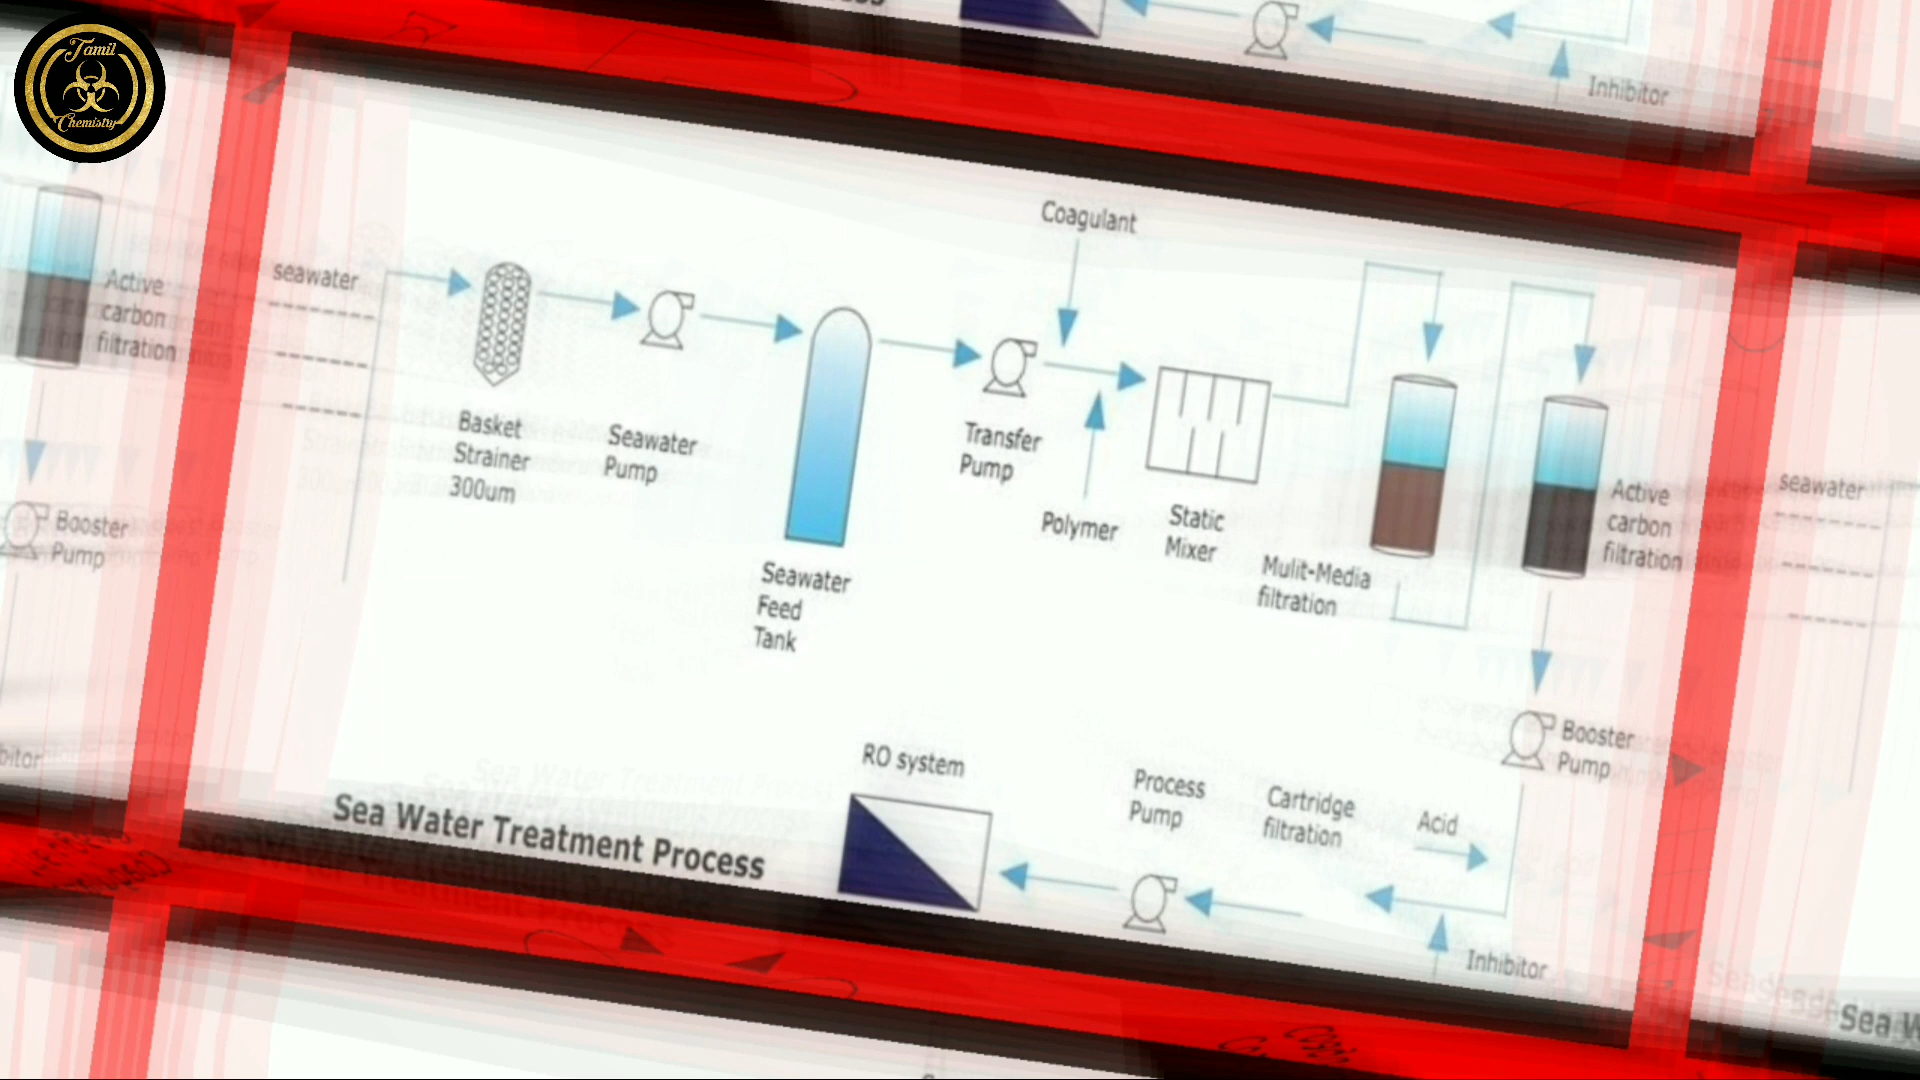 Tamil
Chemistry
Inhibitor
Coagulant
seawater
Active
carbon
filtration
Basket
Strainer
300um
Seawater
Pump
Transfer
Pump
Polymer
Static
Mixer
Mulit-Media
filtration
Active
carbon
filtration
seawater
Booster
Pump
Seawater
Feed
Tank
Booster
Pump
RO system
Process
Pump
Cartridge
filtration
Acid
Inhibitor
Sea Water Treatment Process